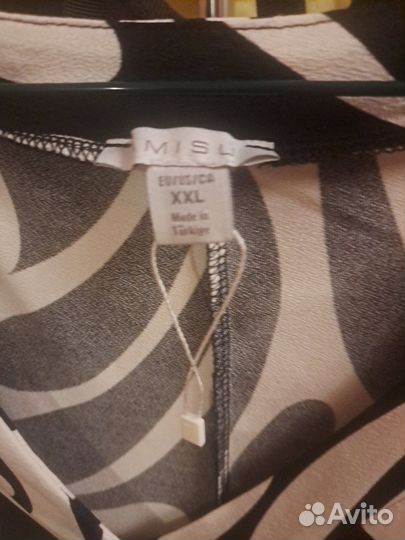 MISL
EU/US/CA
XXL
Made in
Türkiye
Avito